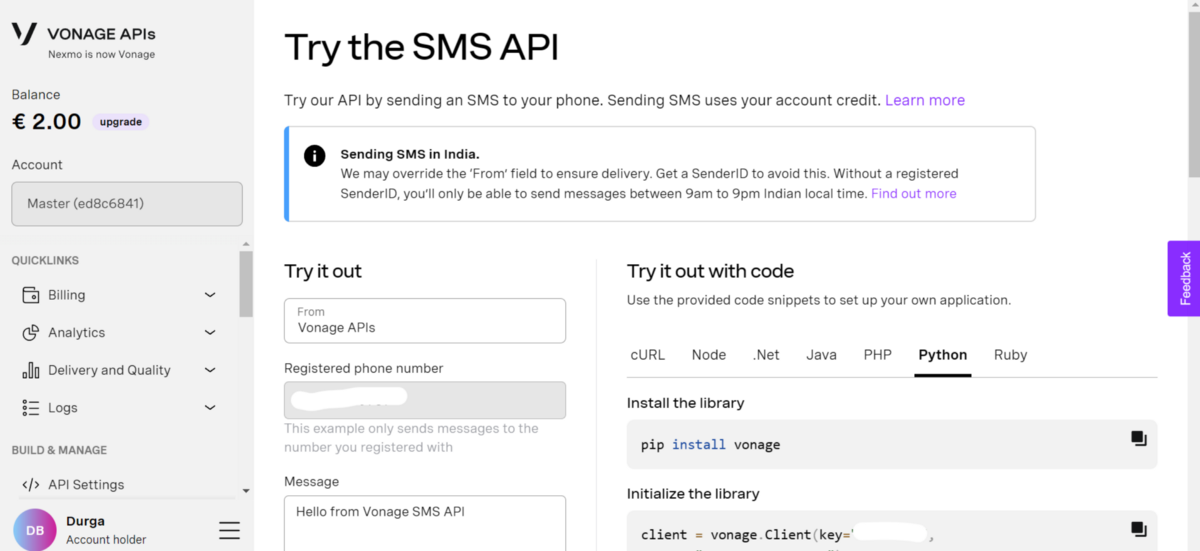 VONAGE APIs
Nexmo is now Vonage
Balance
€ 2.00 upgrade
Account
Master (ed8c6841)
QUICKLINKS
Billing
Analytics
Delivery and Quality
Logs
BUILD & MANAGE
</> API Settings
DB
Durga
Account holder
Try the SMS API
Try our API by sending an SMS to your phone. Sending SMS uses your account credit. Learn more
Sending SMS in India.
We may override the 'From' field to ensure delivery. Get a SenderID to avoid this. Without a registered
SenderID, you'll only be able to send messages between 9am to 9pm Indian local time. Find out more
Try it out
From
Vonage APIs
Registered phone number
This example only sends messages to the
number you registered with
Message
Hello from Vonage SMS API
Try it out with code
Use the provided code snippets to set up your own application.
cURL Node .Net Java PHP Python Ruby
Install the library
pip install vonage
Initialize the library
client = vonage.Client(key="
,
Feedback